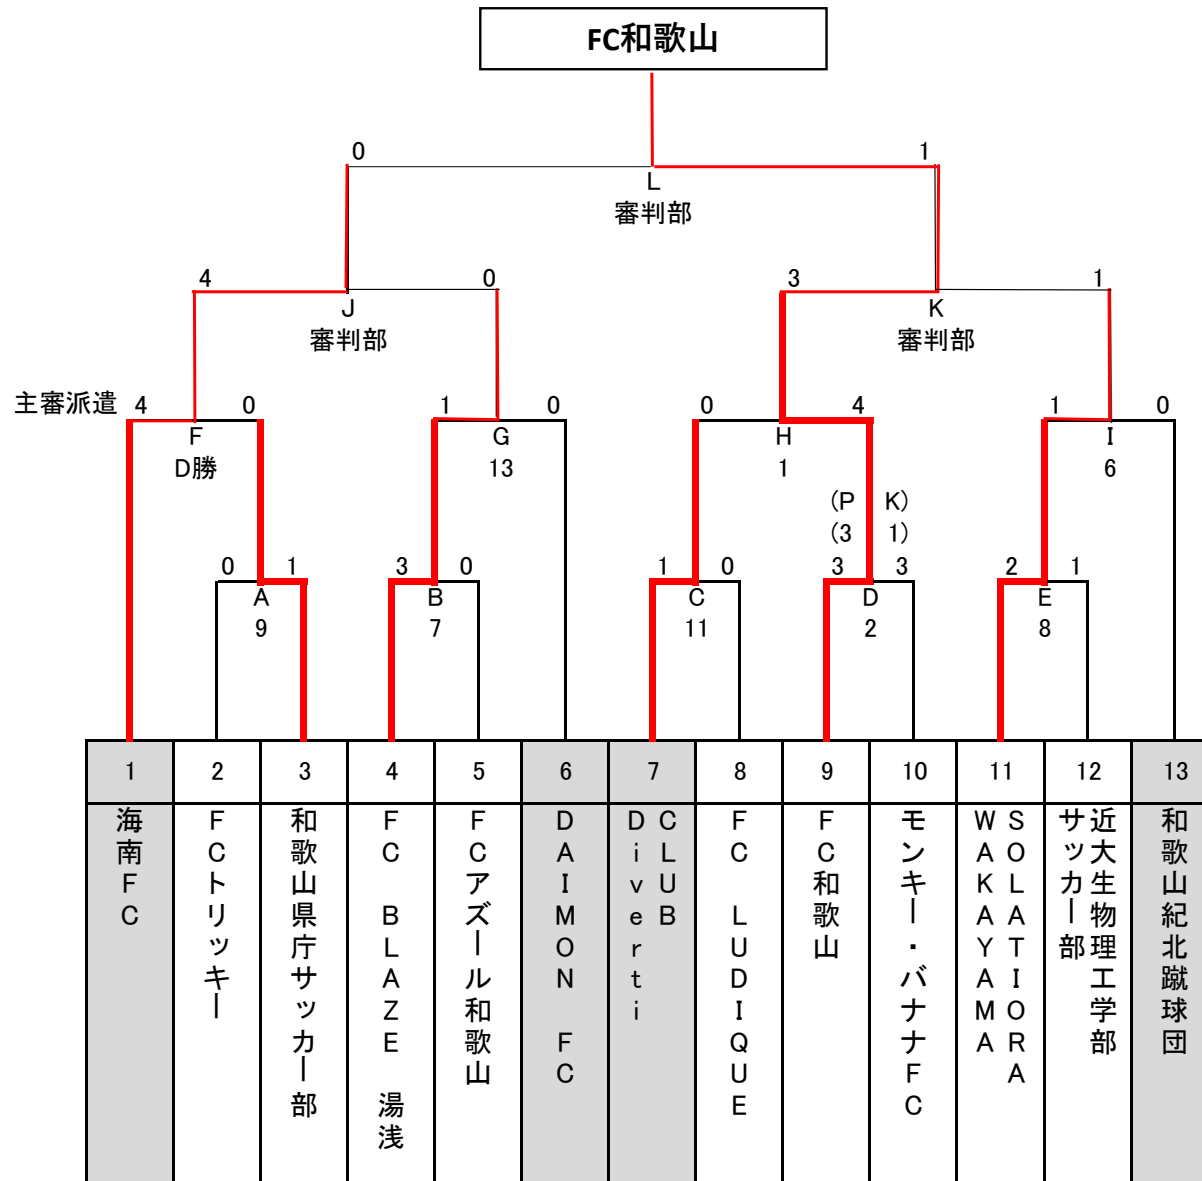 FC和歌山
0 1
L
審判部
4 0 3 1
J K
審判部 審判部
主審派遣 4 0 1 0 0 4 1 0
F G H I
D勝 13 1 6
(P K)
(3 1)
0 1 3 0 1 0 3 3 2 1
A B C D E
9 7 11 2 8
1 2 3 4 5 6 7 8 9 10 11 12 13
海南FC
FCトリッキー
和歌山県庁サッカー部
FC BLAZE 湯浅
FCアズール和歌山
DAIMON FC
Diverti
CLUB
FC LUDIQUE
FC和歌山
モンキー・バナナFC
SOLATIORA
WAKAYAMA
近大生物理工学部
サッカー部
和歌山紀北蹴球団